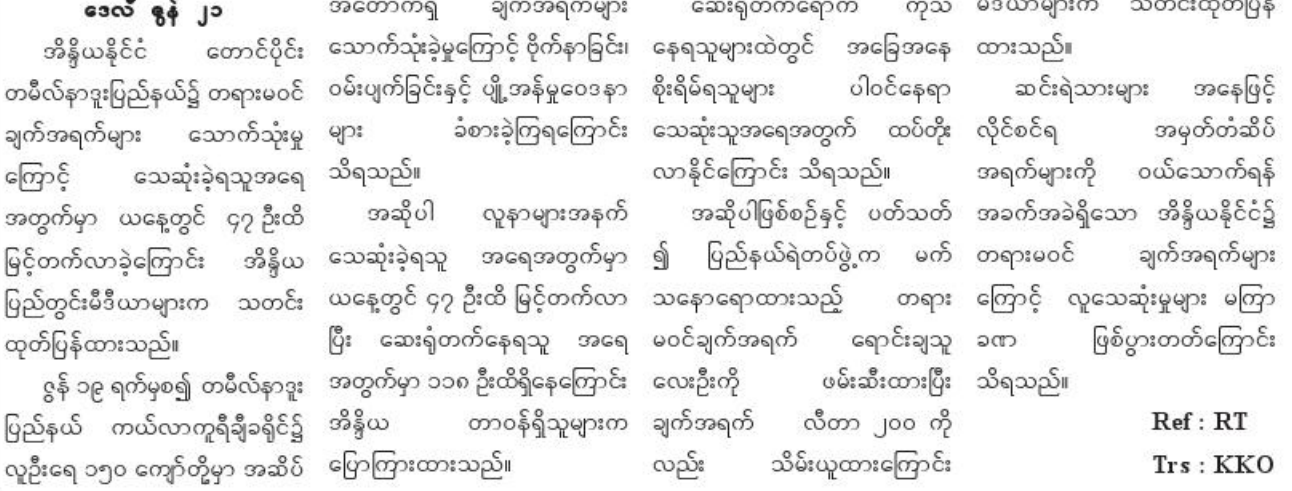 ဒေလီ ဇွန် ၂၁
အိန္ဒိယနိုင်ငံ တောင်ပိုင်း
တမီလ်နာဒူးပြည်နယ်၌ တရားမဝင်
ချက်အရက်များ သောက်သုံးမှု
ကြောင့် သေဆုံးခဲ့ရသူအရေ
အတွက်မှာ ယနေ့တွင် ၄၇ ဦးထိ
မြင့်တက်လာခဲ့ကြောင်း အိန္ဒိယ
ပြည်တွင်းမီဒီယာများက သတင်း
ထုတ်ပြန်ထားသည်။
ဇွန် ၁၉ ရက်မှစ၍ တမီလ်နာဒူး
ပြည်နယ် ကယ်လာကူရီချီခရိုင်၌
လူဦးရေ ၁၅၀ ကျော်တို့မှာ အဆိပ်
အတောက်ရှိ ချက်အရက်များ
သောက်သုံးခဲ့မှုကြောင့် ဗိုက်နာခြင်း၊
ဝမ်းပျက်ခြင်းနှင့် ပျို့အန်မှုဝေဒနာ
များ ခံစားခဲ့ကြရကြောင်း
သိရသည်။
အဆိုပါ လူနာများအနက်
သေဆုံးခဲ့ရသူ အရေအတွက်မှာ
ယနေ့တွင် ၄၇ ဦးထိ မြင့်တက်လာ
ပြီး ဆေးရုံတက်နေရသူ အရေ
အတွက်မှာ ၁၁၈ ဦးထိရှိနေကြောင်း
အိန္ဒိယ တာဝန်ရှိသူများက
ပြောကြားထားသည်။
ဆေးရုံတက်ရောက် ကုသ
နေရသူများထဲတွင် အခြေအနေ
စိုးရိမ်ရသူများ ပါဝင်နေရာ
သေဆုံးသူအရေအတွက် ထပ်တိုး
လာနိုင်ကြောင်း သိရသည်။
အဆိုပါဖြစ်စဉ်နှင့် ပတ်သတ်
၍ ပြည်နယ်ရဲတပ်ဖွဲ့က မက်
သနောရောထားသည့် တရား
မဝင်ချက်အရက် ရောင်းချသူ
လေးဦးကို ဖမ်းဆီးထားပြီး
ချက်အရက် လီတာ ၂၀၀ ကို
လည်း သိမ်းယူထားကြောင်း
မီဒီယာများက သတင်းထုတ်ပြန်
ထားသည်။
ဆင်းရဲသားများ အနေဖြင့်
လိုင်စင်ရ အမှတ်တံဆိပ်
အရက်များကို ဝယ်သောက်ရန်
အခက်အခဲရှိသော အိန္ဒိယနိုင်ငံ၌
တရားမဝင် ချက်အရက်များ
ကြောင့် လူသေဆုံးမှုများ မကြာ
ခဏ ဖြစ်ပွားတတ်ကြောင်း
သိရသည်။
Ref : RT
Trs : KKO